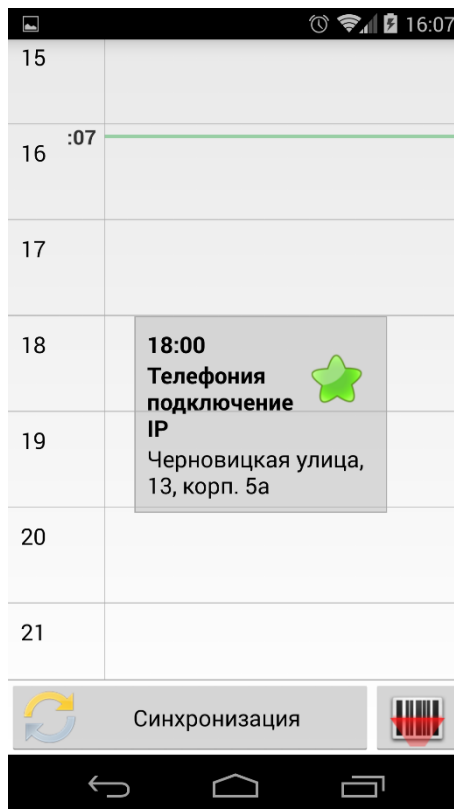 16:07
15
:07
16
17
18
18:00
Телефония
подключение
IP
Черновицкая улица,
13, корп. 5а
19
20
21
Синхронизация